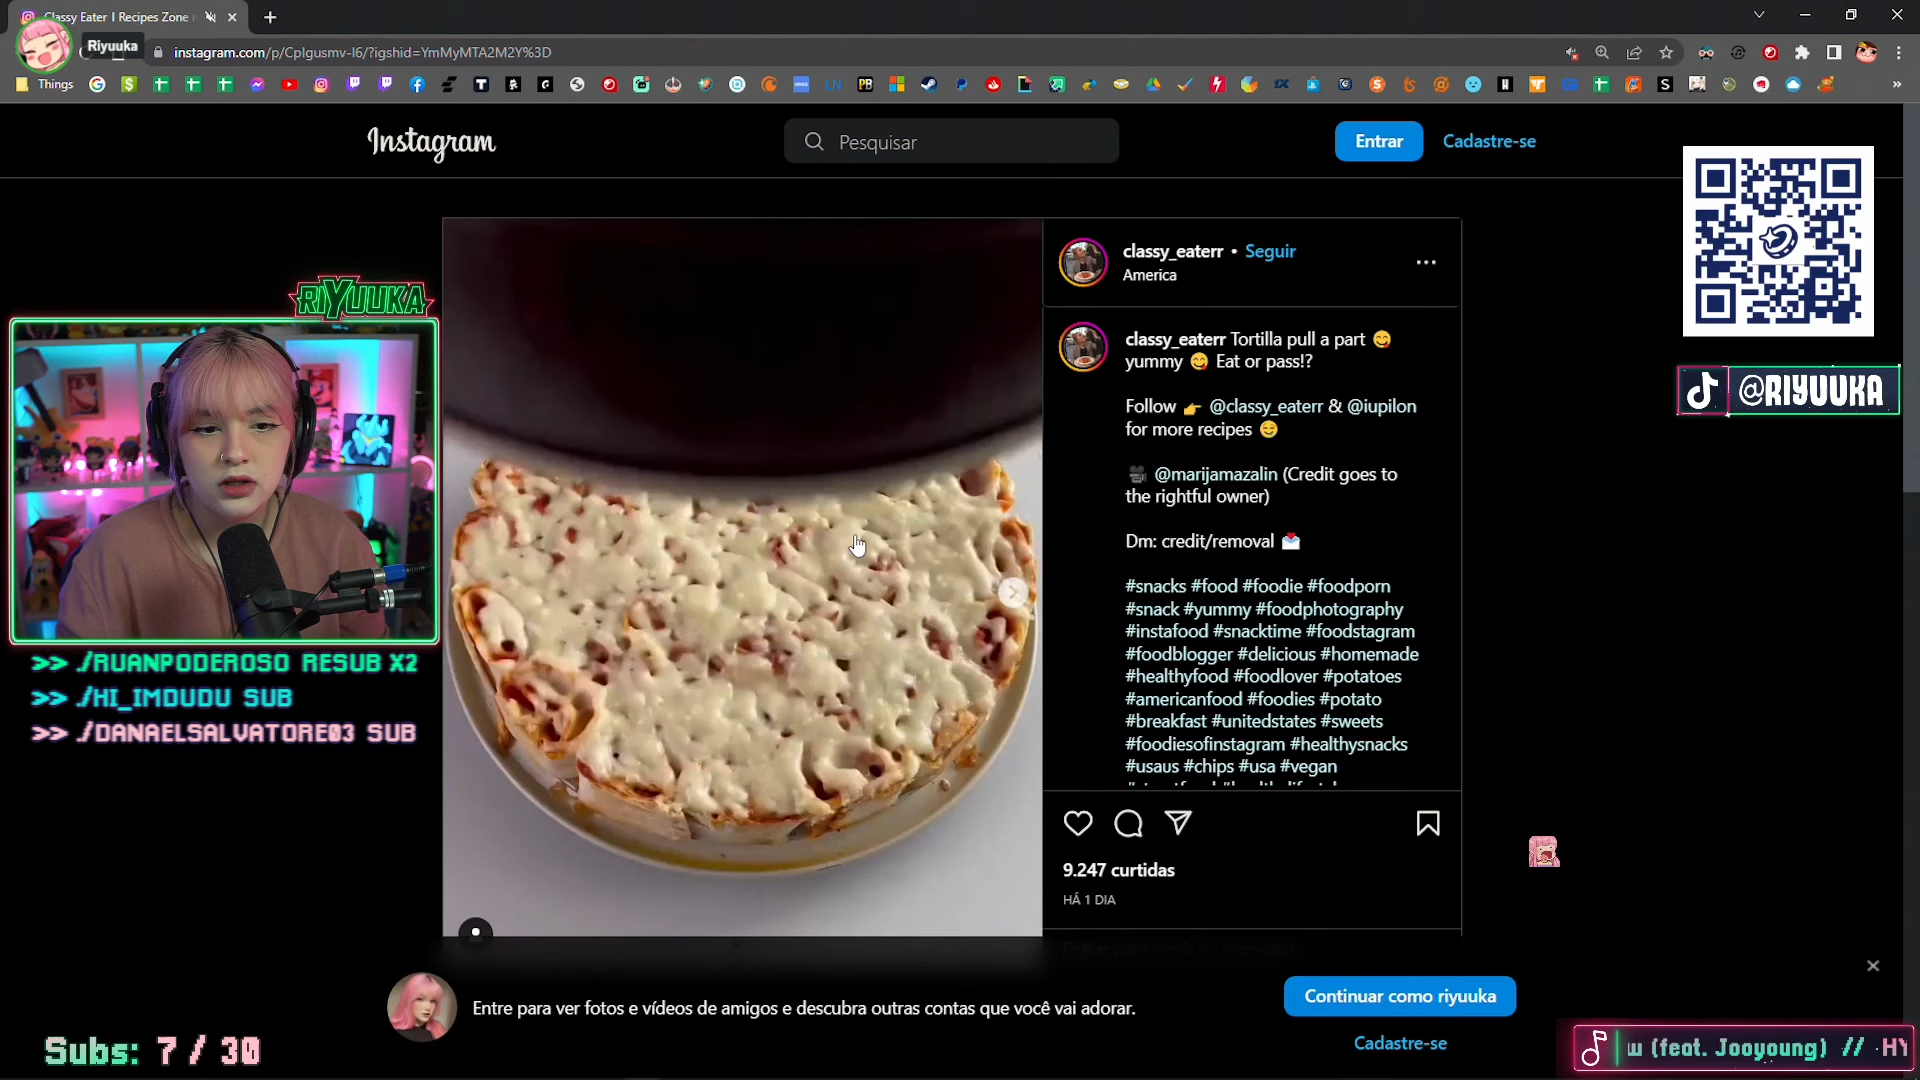 Classy Eater | Recipes Zone
Riyuuka
instagram.com/p/CpIgusmv-l6/?igshid=YmMyMTA2M2Y%3D
Things
Instagram
Pesquisar
Entrar
Cadastre-se
RIYUUKA
classy_eaterr • Seguir
America
classy_eaterr Tortilla pull a part 😋
yummy 😋 Eat or pass!?
Follow 👉 @classy_eaterr & @iupilon
for more recipes 😊
🎥 @marijamazalin (Credit goes to
the rightful owner)
Dm: credit/removal 📩
#snacks #food #foodie #foodporn
#snack #yummy #foodphotography
#instafood #snacktime #foodstagram
#foodblogger #delicious #homemade
#healthyfood #foodlover #potatoes
#americanfood #foodies #potato
#breakfast #unitedstates #sweets
#foodiesofinstagram #healthysnacks
#usaus #chips #usa #vegan
@RIYUUKA
>> ./RUANPODEROSO RESUB X2
>> ./HI_IMDUDU SUB
>> ./DANAELSALVATORE03 SUB
9.247 curtidas
HÁ 1 DIA
Entre para ver fotos e vídeos de amigos e descubra outras contas que você vai adorar.
Continuar como riyuuka
Cadastre-se
Subs: 7 / 30
w (feat. Jooyoung) // HY